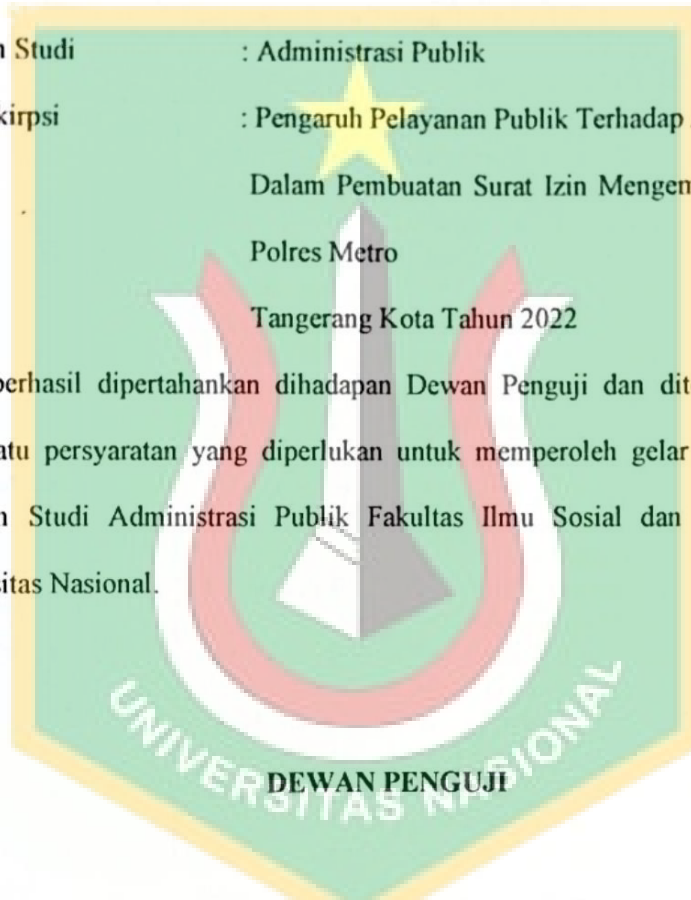 n Studi : Administrasi Publik
kirpsi : Pengaruh Pelayanan Publik Terhadap
Dalam Pembuatan Surat Izin Mengem
Polres Metro
Tangerang Kota Tahun 2022
berhasil dipertahankan dihadapan Dewan Penguji dan dit
atu persyaratan yang diperlukan untuk memperoleh gelar
n Studi Administrasi Publik Fakultas Ilmu Sosial dan
sitas Nasional.
DEWAN PENGUJI
UNIVERSITAS NASIONAL